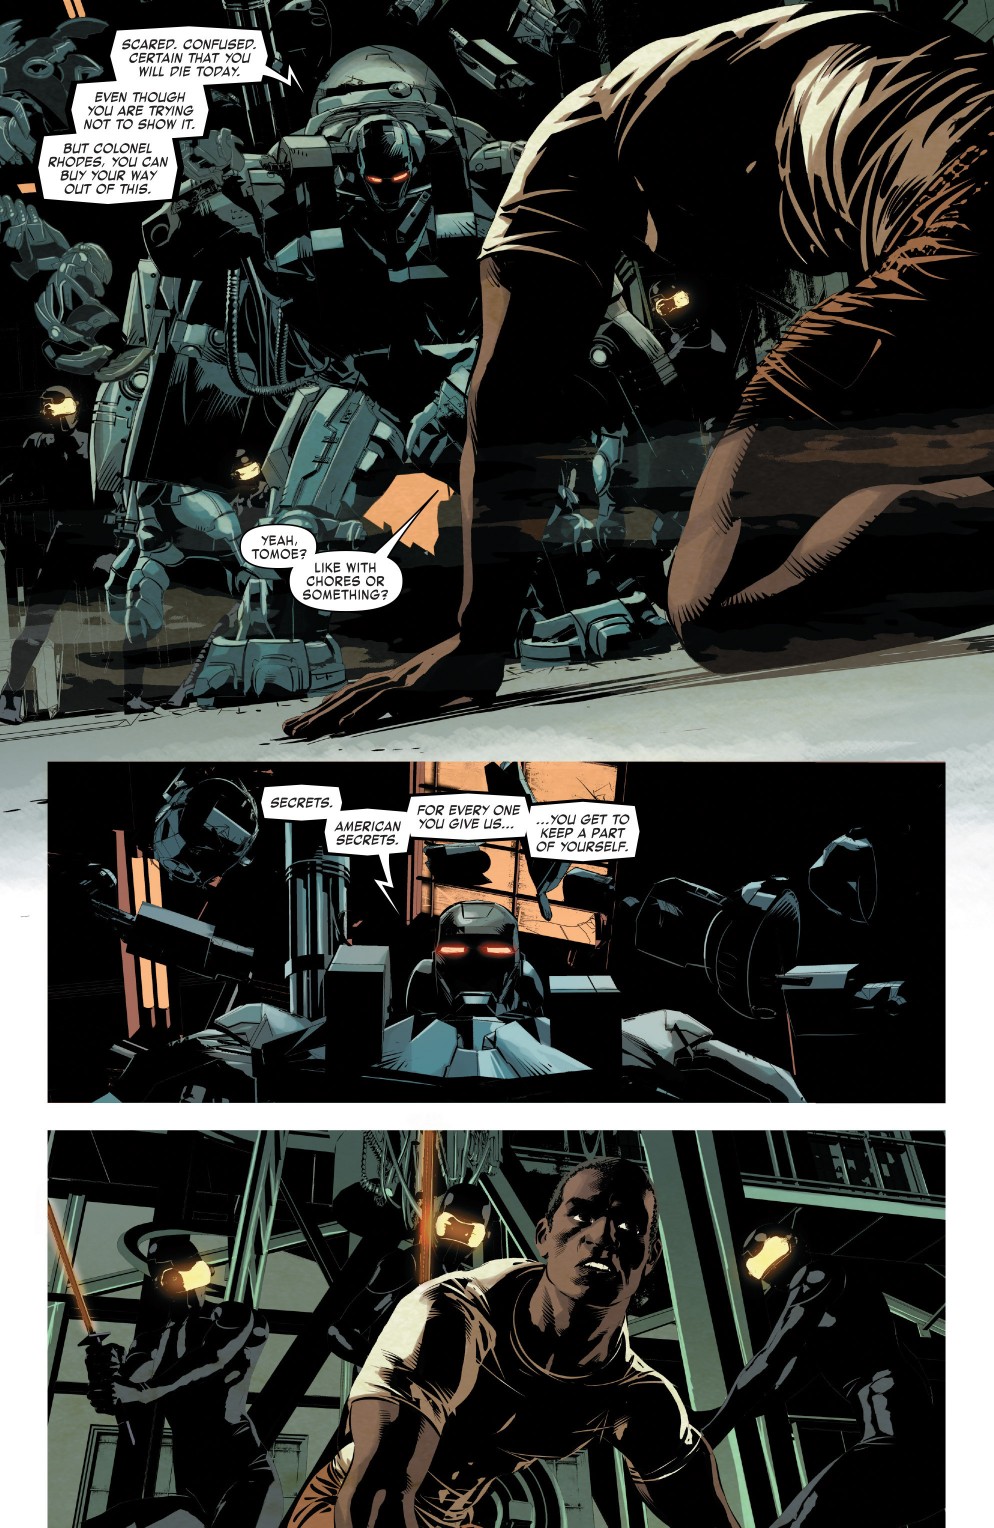 SCARED. CONFUSED.
CERTAIN THAT YOU
WILL DIE TODAY.
EVEN THOUGH
YOU ARE TRYING
NOT TO SHOW IT.
BUT COLONEL
RHODES, YOU CAN
BUY YOUR WAY
OUT OF THIS.
YEAH,
TOMOE?
LIKE WITH
CHORES OR
SOMETHING?
SECRETS.
AMERICAN
SECRETS.
FOR EVERY ONE
YOU GIVE US...
...YOU GET TO
KEEP A PART
OF YOURSELF.